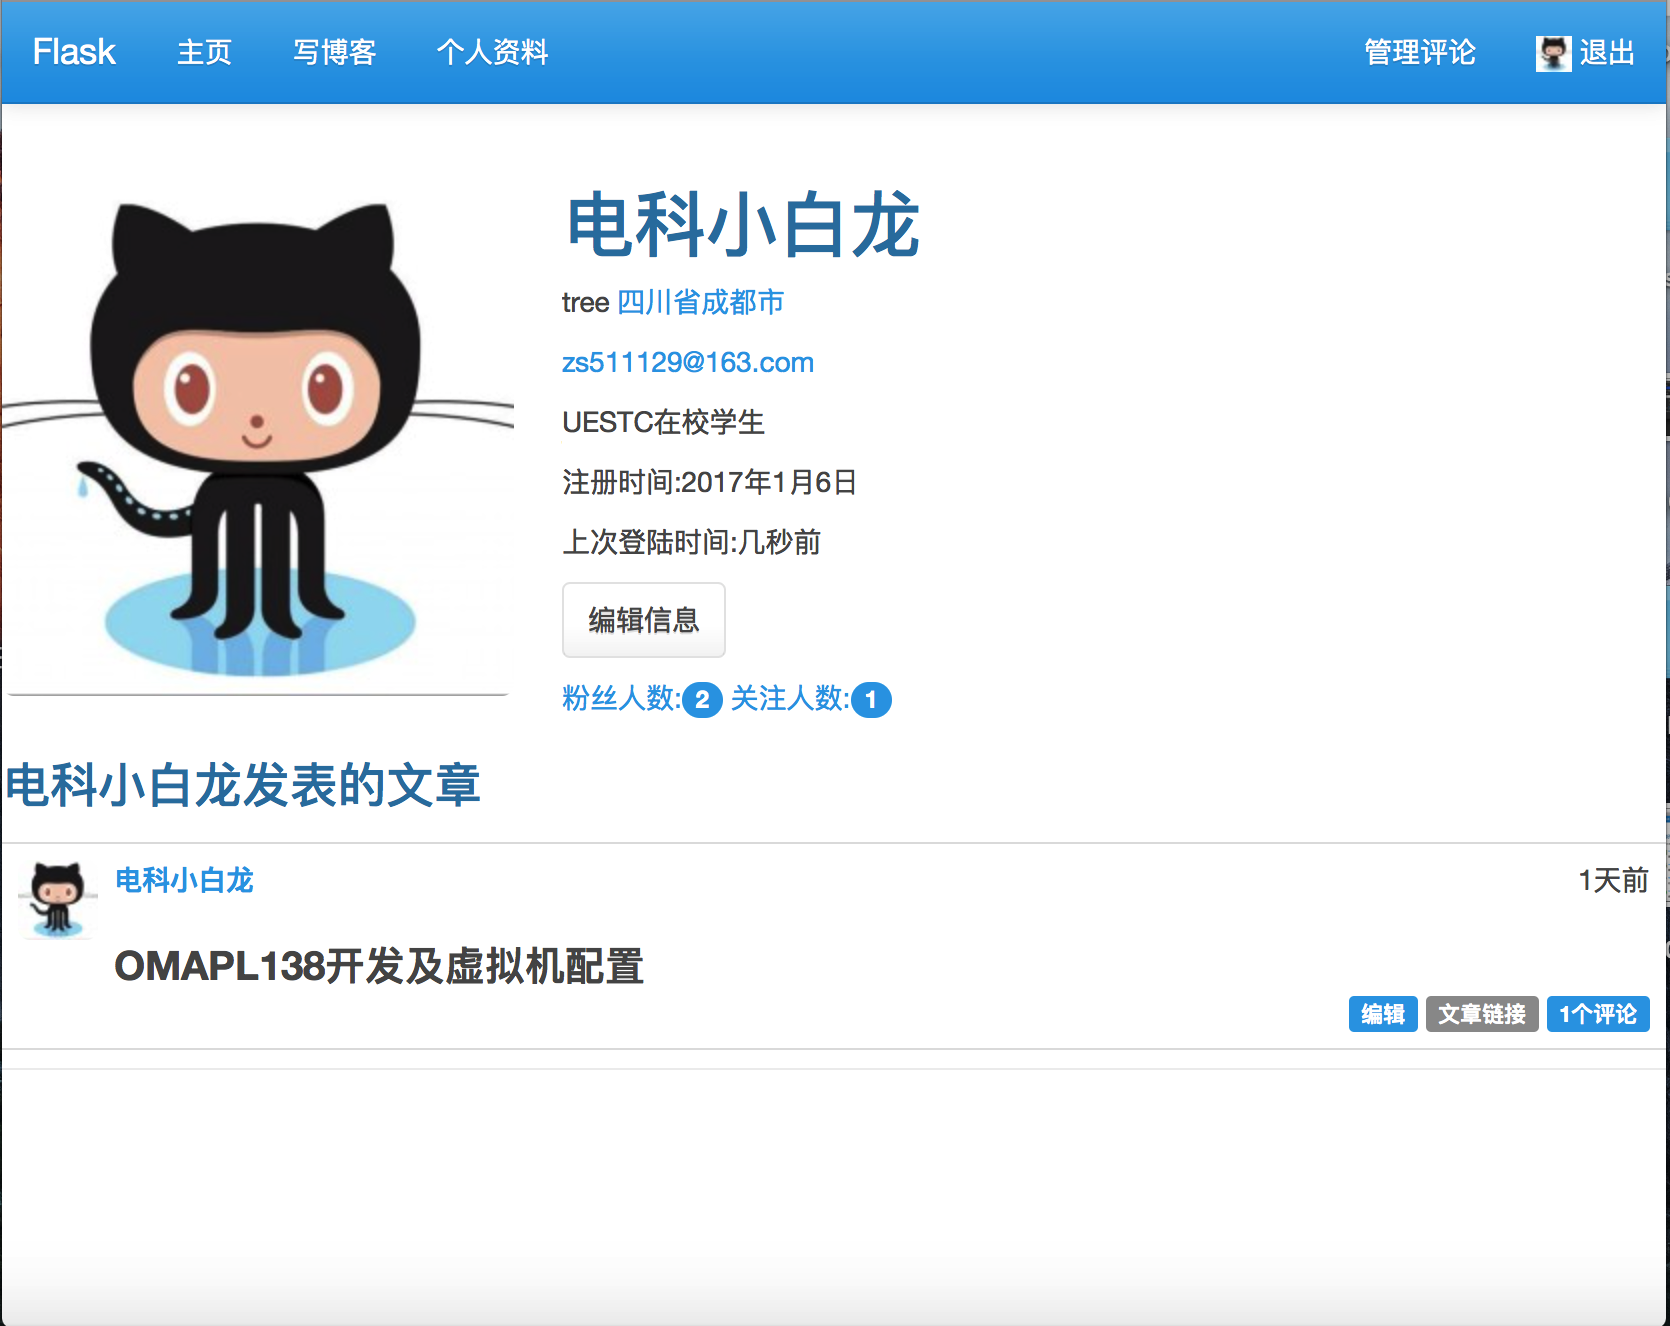 Flask 主页 写博客 个人资料 管理评论 退出
电科小白龙
tree 四川省成都市
zs511129@163.com
UESTC在校学生
注册时间:2017年1月6日
上次登陆时间:几秒前
编辑信息
粉丝人数:2 关注人数:1
电科小白龙发表的文章
电科小白龙 1天前
OMAPL138开发及虚拟机配置
编辑 文章链接 1个评论